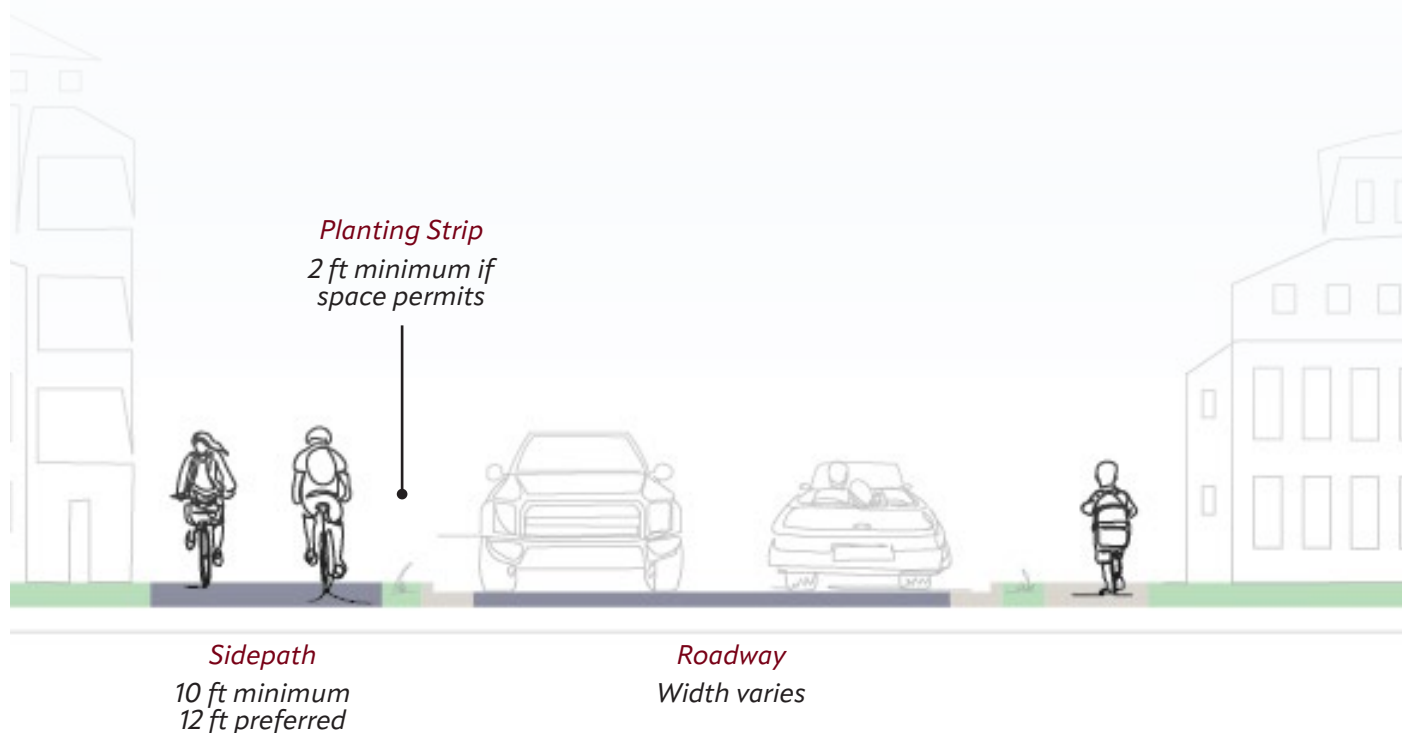 Planting Strip
2 ft minimum if
space permits
Sidepath
10 ft minimum
12 ft preferred
Roadway
Width varies